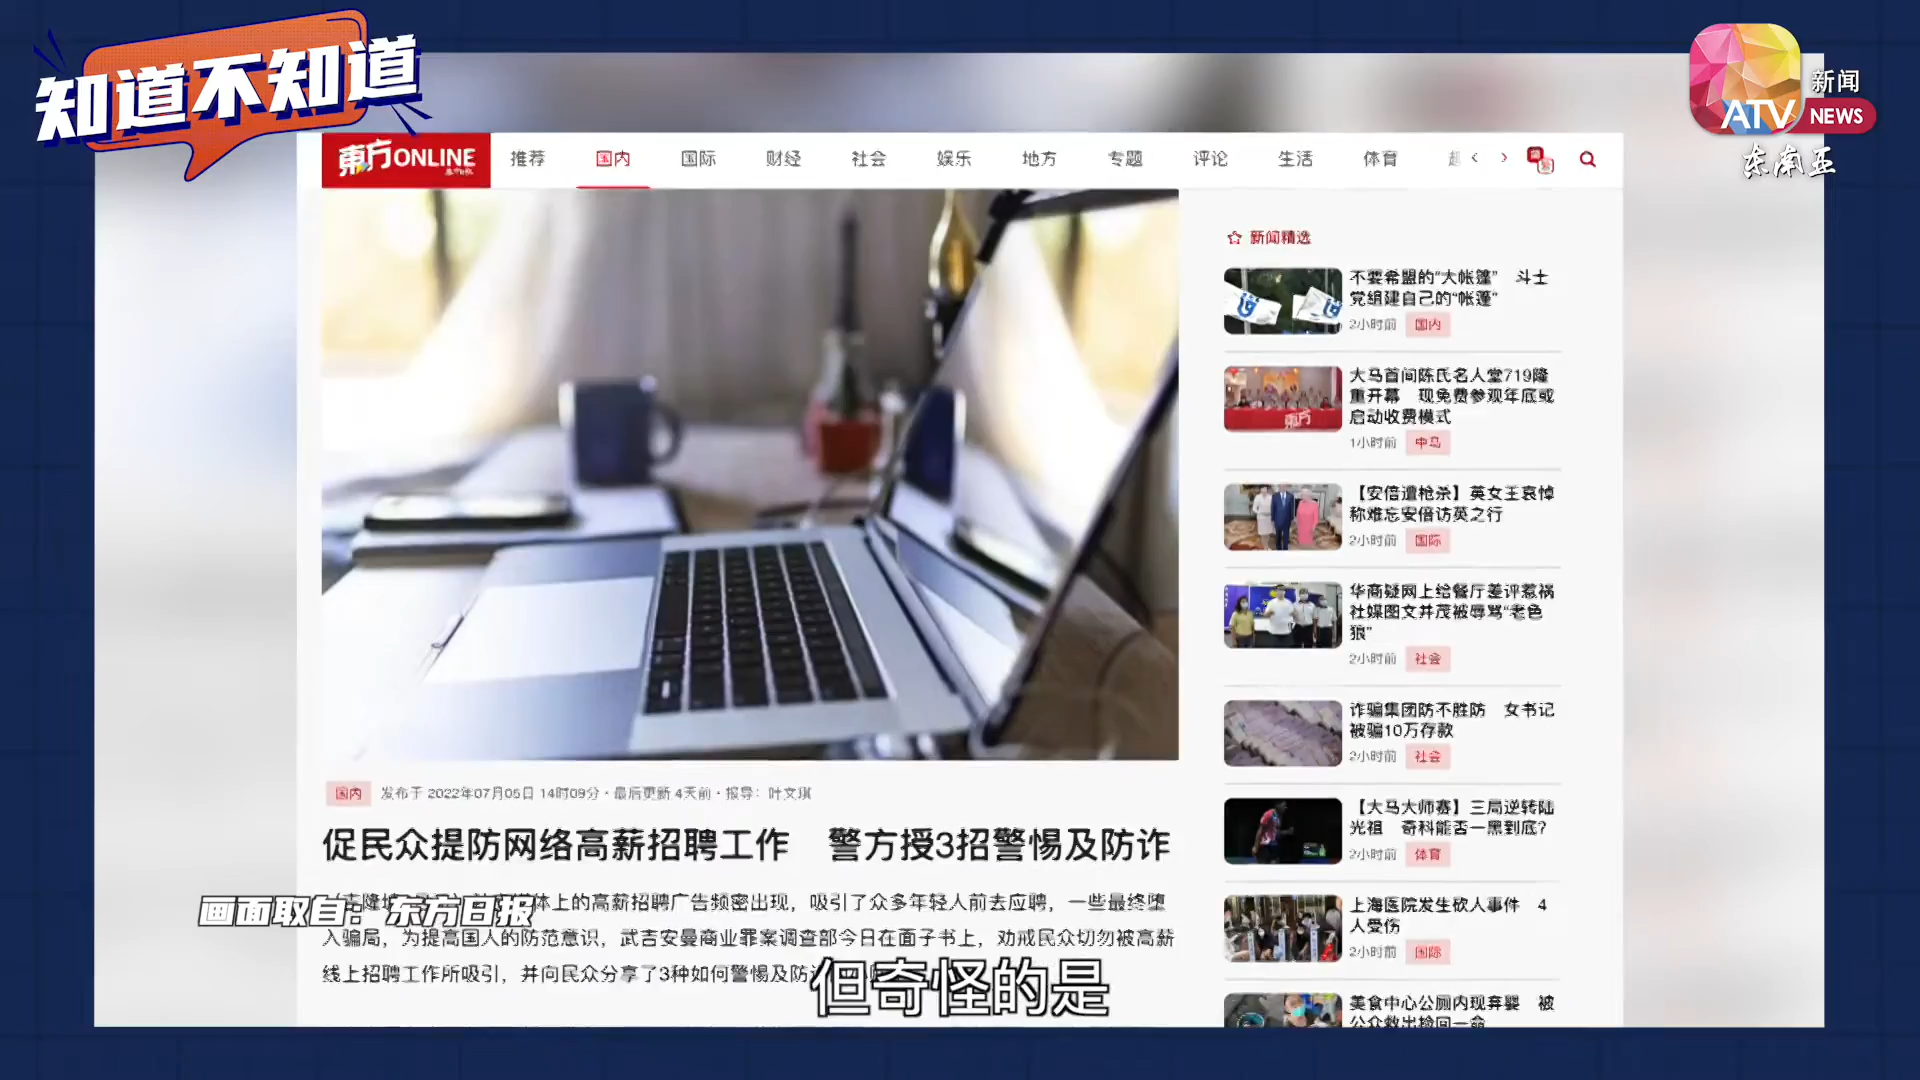 知道不知道
新闻
ATV NEWS
东南亚
東方ONLINE
推荐 国内 国际 财经 社会 娱乐 地方 专题 评论 生活 体育
新闻精选
不要希盟的“大帐篷” 斗士
党组建自己的“帐篷”
2小时前 国内
大马首间陈氏名人堂719隆
重开幕 现免费参观年底或
启动收费模式
1小时前 中马
【安倍遭枪杀】英女王哀悼
称难忘安倍访英之行
2小时前 国际
华商疑网上给餐厅差评惹祸
社媒图文并茂被辱骂“老色
狼”
2小时前 社会
诈骗集团防不胜防 女书记
被骗10万存款
2小时前 社会
【大马大师赛】三局逆转陆
光祖 奇科能否一黑到底？
2小时前 体育
上海医院发生砍人事件 4
人受伤
2小时前 国际
美食中心公厕内现弃婴 被
公众救出捡回一命
国内 发布于 2022年07月05日 14时09分·最后更新 4天前·报导：叶文琪
促民众提防网络高薪招聘工作 警方授3招警惕及防诈
体上的高薪招聘广告频密出现，吸引了众多年轻人前去应聘，一些最终堕
入骗局，为提高国人的防范意识，武吉安曼商业罪案调查部今日在面子书上，劝戒民众切勿被高薪
线上招聘工作所吸引，并向民众分享了3种如何警惕及防
画面取自：东方日报
但奇怪的是